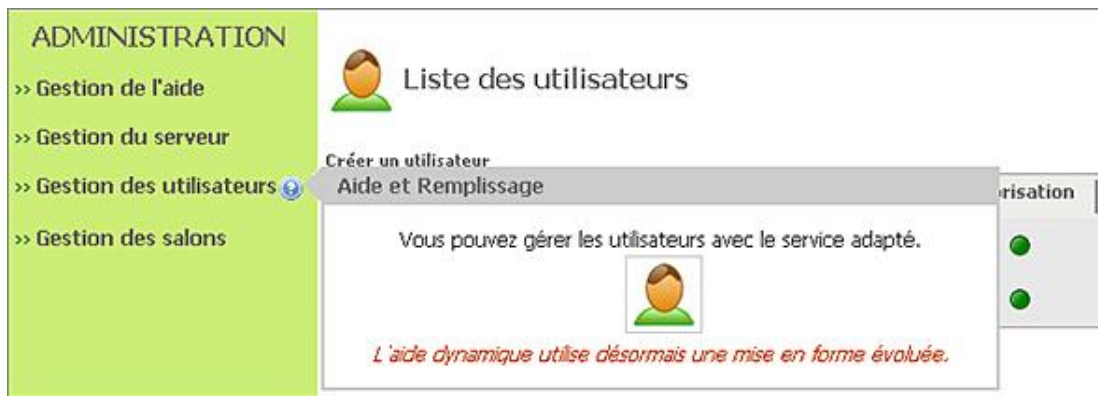 ADMINISTRATION
>> Gestion de l'aide
>> Gestion du serveur
>> Gestion des utilisateurs ?
>> Gestion des salons
Liste des utilisateurs
Créer un utilisateur
Aide et Remplissage
Vous pouvez gérer les utilisateurs avec le service adapté.
L'aide dynamique utilise désormais une mise en forme évoluée.
risation